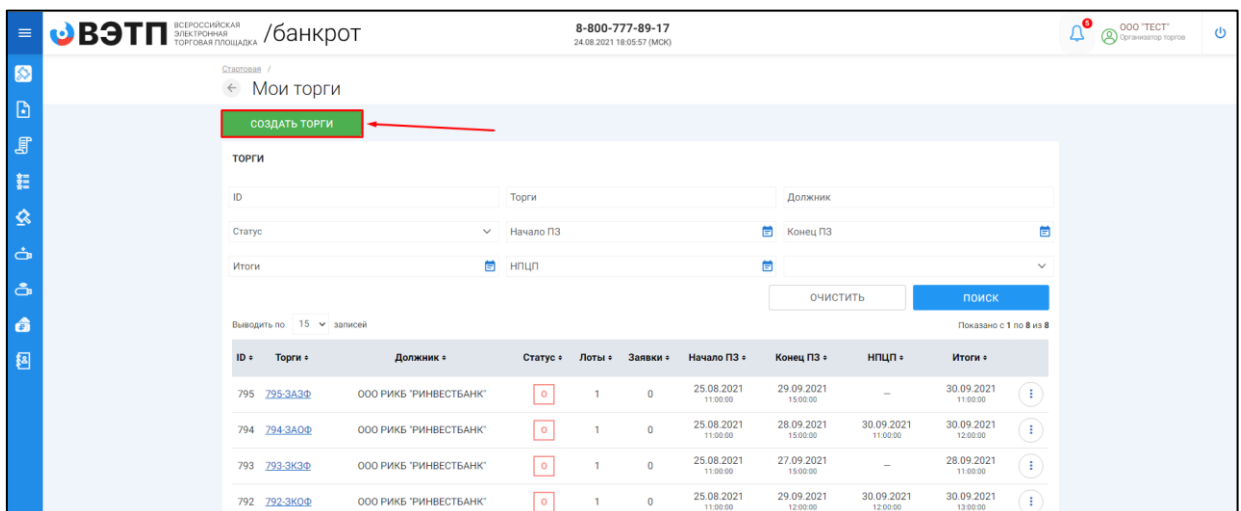 ВЭТП ВСЕРОССИЙСКАЯ ЭЛЕКТРОННАЯ ТОРГОВАЯ ПЛОЩАДКА /банкрот
8-800-777-89-17
24.08.2021 18:05:57 (МСК)
5
ООО "ТЕСТ"
Организатор торгов
Стартовая /
Мои торги
СОЗДАТЬ ТОРГИ
ТОРГИ
ID Торги Должник
Статус Начало ПЗ Конец ПЗ
Итоги НПЦП
ОЧИСТИТЬ ПОИСК
Выводить по 15 записей Показано с 1 по 8 из 8
ID Торги Должник Статус Лоты Заявки Начало ПЗ Конец ПЗ НПЦП Итоги
795 795-ЗАЗФ ООО РИКБ "РИНВЕСТБАНК" О 1 0 25.08.2021 11:00:00 29.09.2021 15:00:00 – 30.09.2021 11:00:00
794 794-ЗАОФ ООО РИКБ "РИНВЕСТБАНК" О 1 0 25.08.2021 11:00:00 28.09.2021 15:00:00 30.09.2021 11:00:00 30.09.2021 12:00:00
793 793-ЗКЗФ ООО РИКБ "РИНВЕСТБАНК" О 1 0 25.08.2021 11:00:00 27.09.2021 15:00:00 – 28.09.2021 11:00:00
792 792-ЗКОФ ООО РИКБ "РИНВЕСТБАНК" О 1 0 25.08.2021 11:00:00 29.09.2021 12:00:00 30.09.2021 12:00:00 30.09.2021 13:00:00